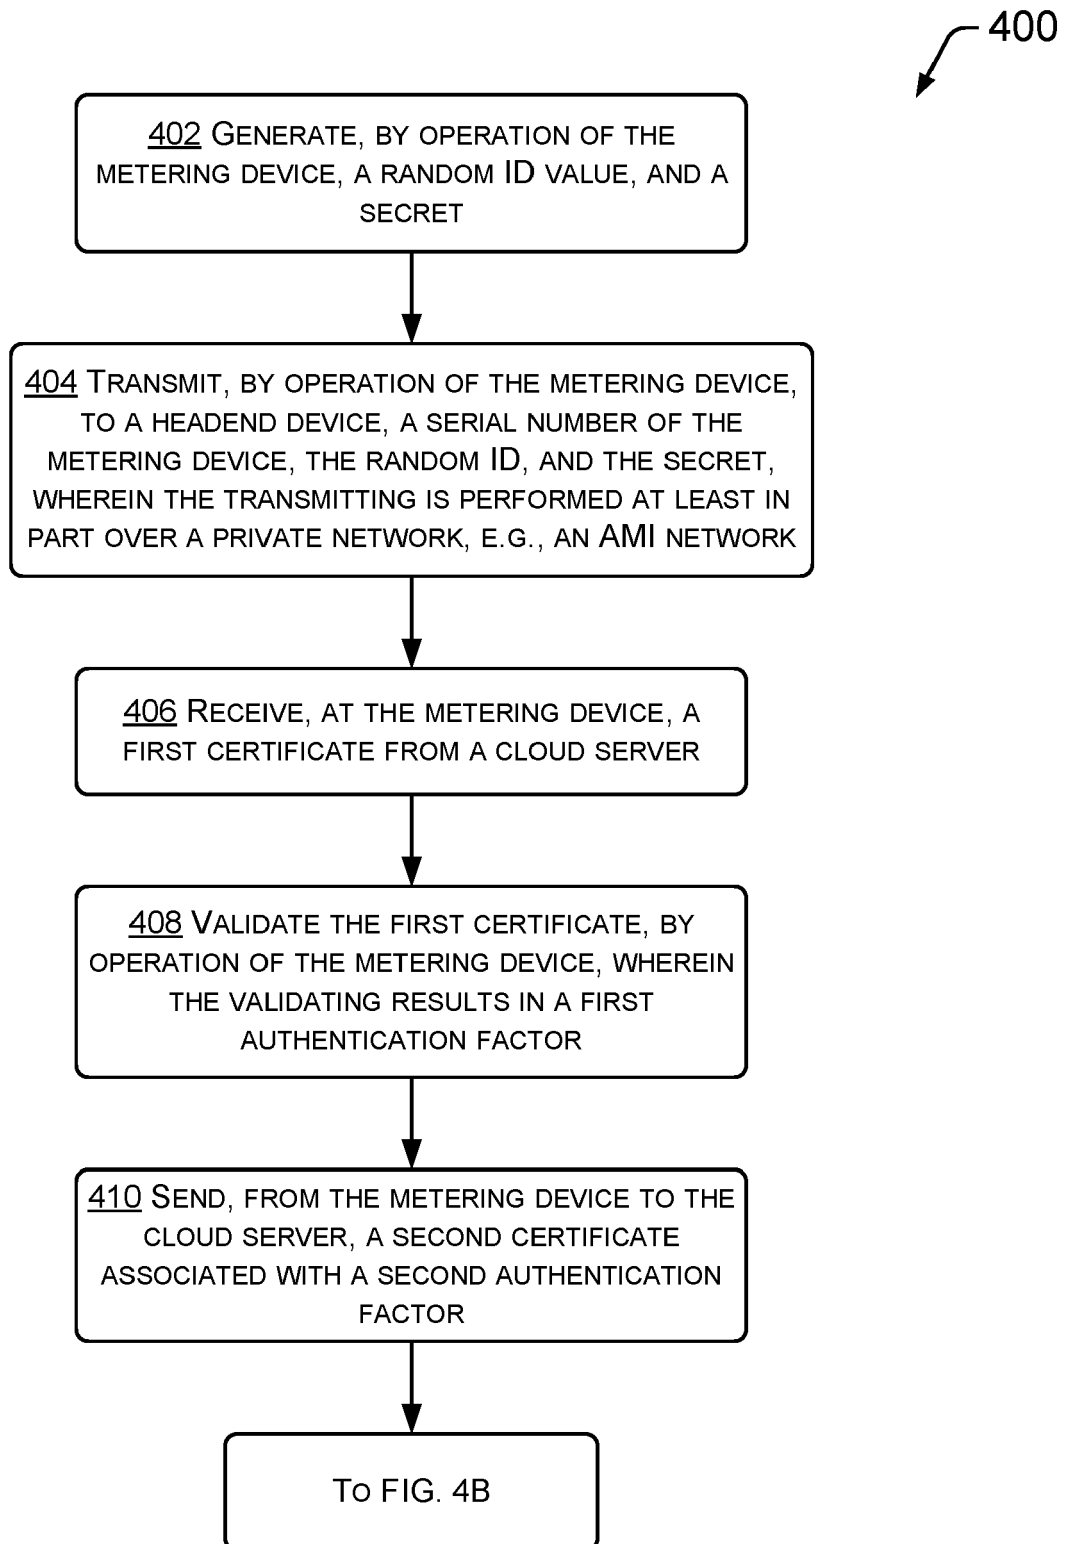 400
402 GENERATE, BY OPERATION OF THE
METERING DEVICE, A RANDOM ID VALUE, AND A
SECRET
404 TRANSMIT, BY OPERATION OF THE METERING DEVICE,
TO A HEADEND DEVICE, A SERIAL NUMBER OF THE
METERING DEVICE, THE RANDOM ID, AND THE SECRET,
WHEREIN THE TRANSMITTING IS PERFORMED AT LEAST IN
PART OVER A PRIVATE NETWORK, E.G., AN AMI NETWORK
406 RECEIVE, AT THE METERING DEVICE, A
FIRST CERTIFICATE FROM A CLOUD SERVER
408 VALIDATE THE FIRST CERTIFICATE, BY
OPERATION OF THE METERING DEVICE, WHEREIN
THE VALIDATING RESULTS IN A FIRST
AUTHENTICATION FACTOR
410 SEND, FROM THE METERING DEVICE TO THE
CLOUD SERVER, A SECOND CERTIFICATE
ASSOCIATED WITH A SECOND AUTHENTICATION
FACTOR
TO FIG. 4B